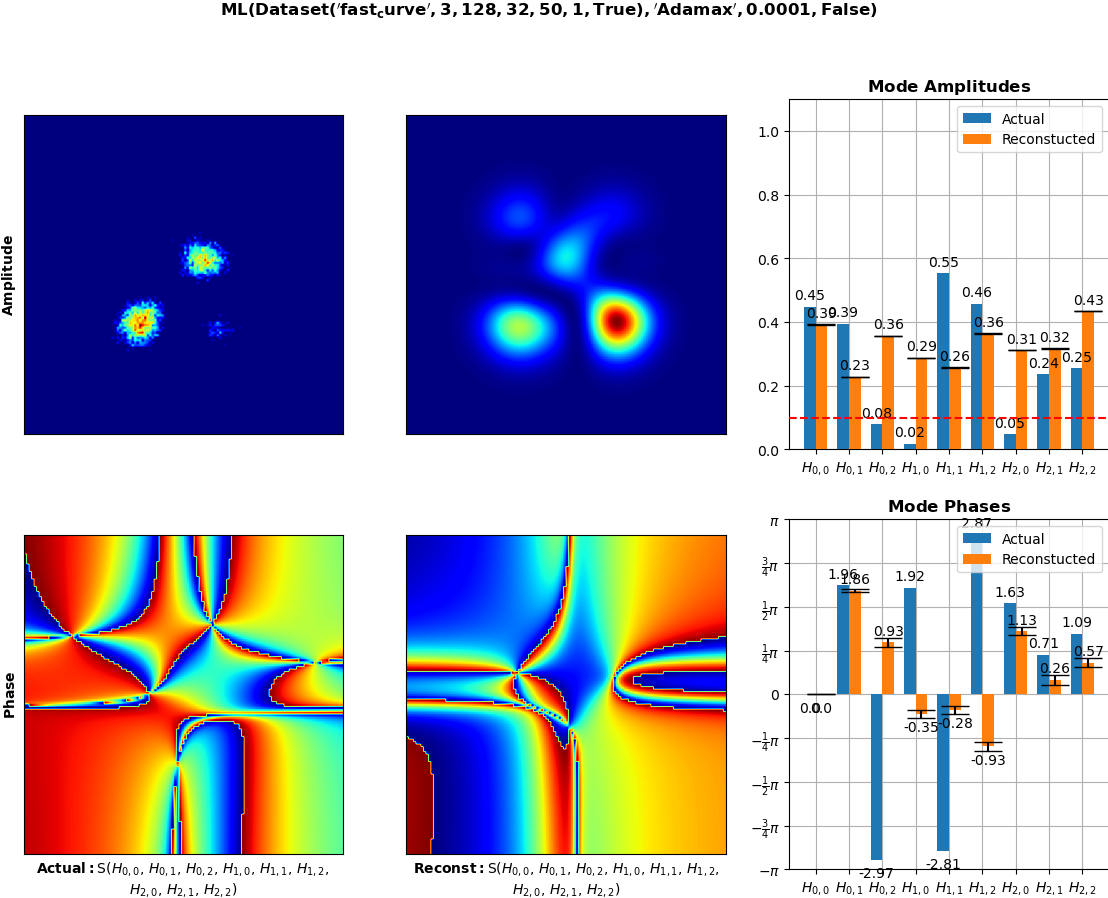 ML(Dataset('fast_curve', 3, 128, 32, 50, 1, True), 'Adamax', 0.0001, False)
Amplitude
Mode Amplitudes
Actual
Reconstucted
1.0
0.8
0.6
0.4
0.2
0.0
0.45 0.39 0.39 0.23 0.08 0.36 0.02 0.29 0.55 0.26 0.46 0.36 0.05 0.31 0.24 0.32 0.25 0.43
H0,0 H0,1 H0,2 H1,0 H1,1 H1,2 H2,0 H2,1 H2,2
Phase
Mode Phases
Actual
Reconstucted
π
3/4π
1/2π
1/4π
0
−1/4π
−1/2π
−3/4π
−π
0.0 0.0 1.96 1.86 -2.97 0.93 1.92 -0.35 -2.81 -0.28 2.87 -0.93 1.63 1.13 0.71 0.26 1.09 0.57
H0,0 H0,1 H0,2 H1,0 H1,1 H1,2 H2,0 H2,1 H2,2
Actual: S(H0,0, H0,1, H0,2, H1,0, H1,1, H1,2,
H2,0, H2,1, H2,2)
Reconst: S(H0,0, H0,1, H0,2, H1,0, H1,1, H1,2,
H2,0, H2,1, H2,2)